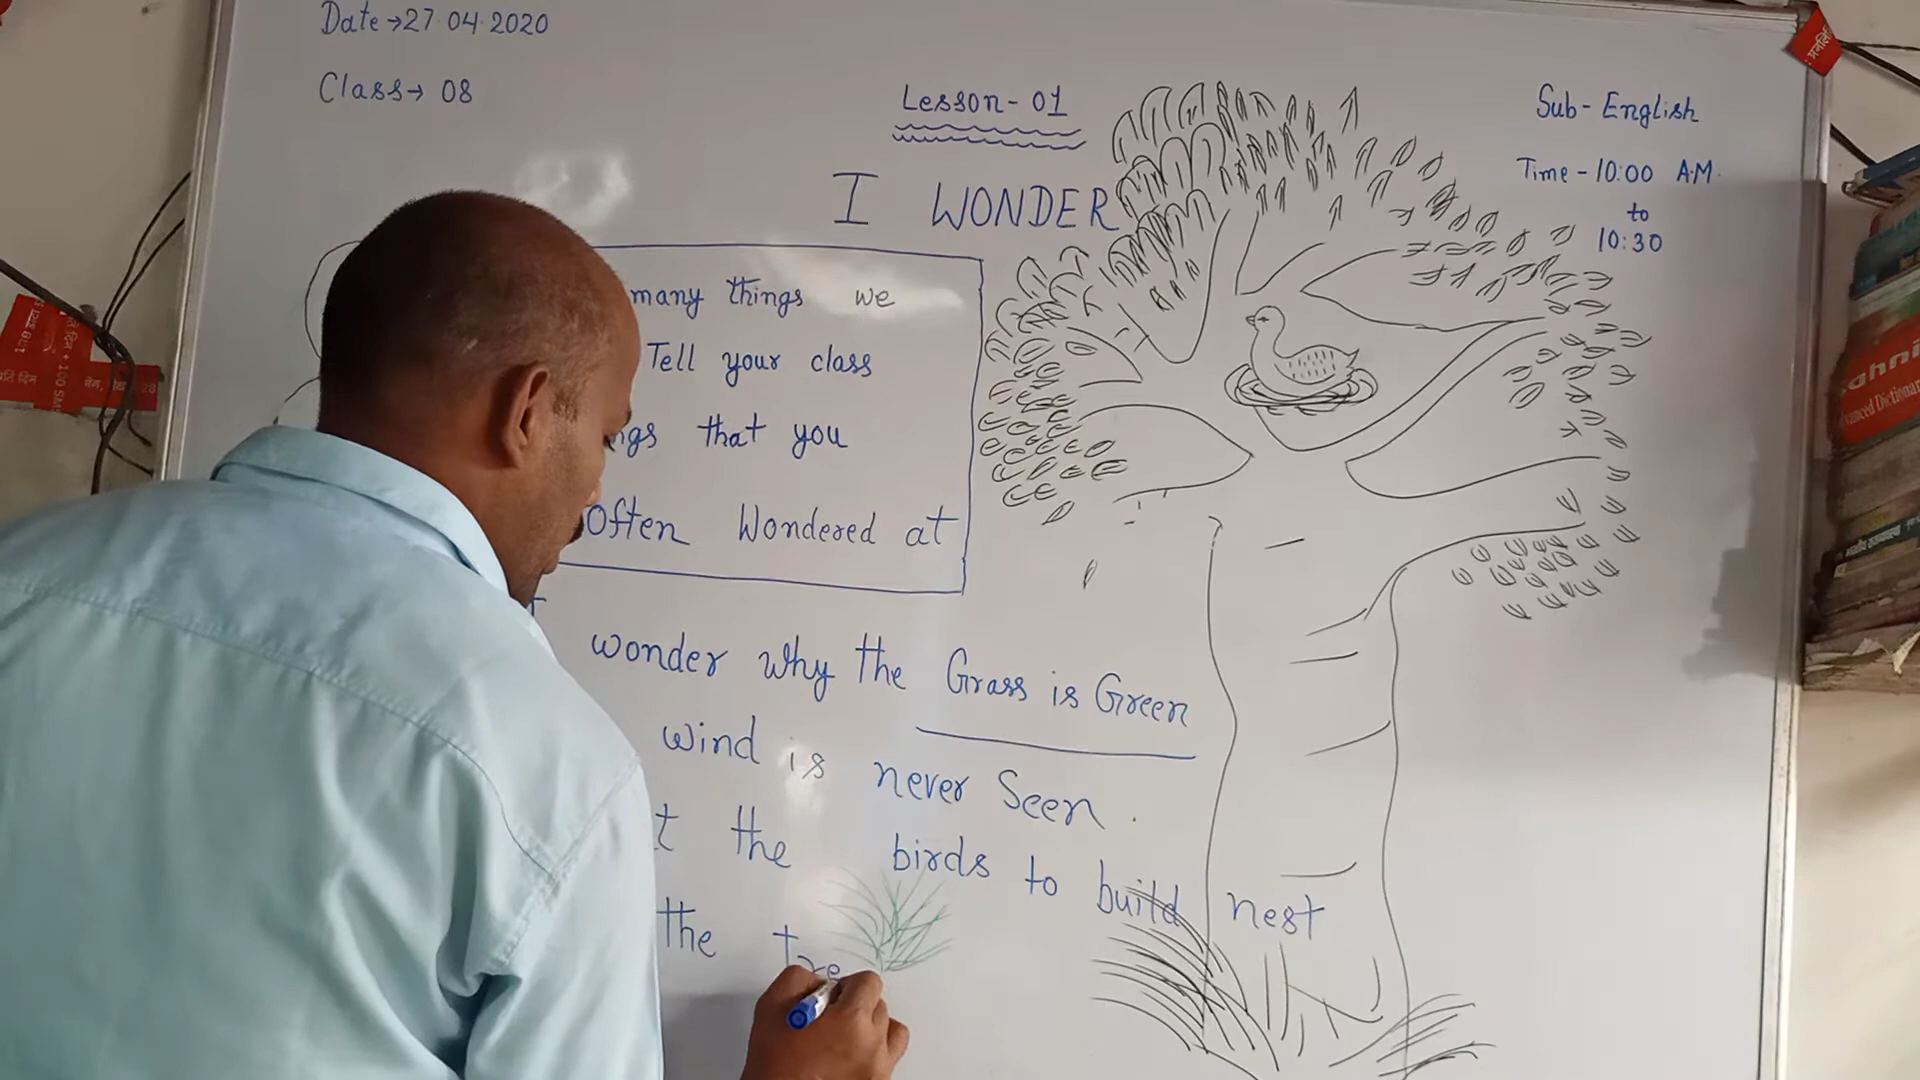 Date →27.04.2020
Class→ 08
Lesson- 01
I WONDER
Sub- English
Time - 10:00 A.M.
to
10:30
many things we
Tell your class
that you
Often Wondered at
wonder why the Grass is Green
wind is never Seen.
the birds to build nest
the tre